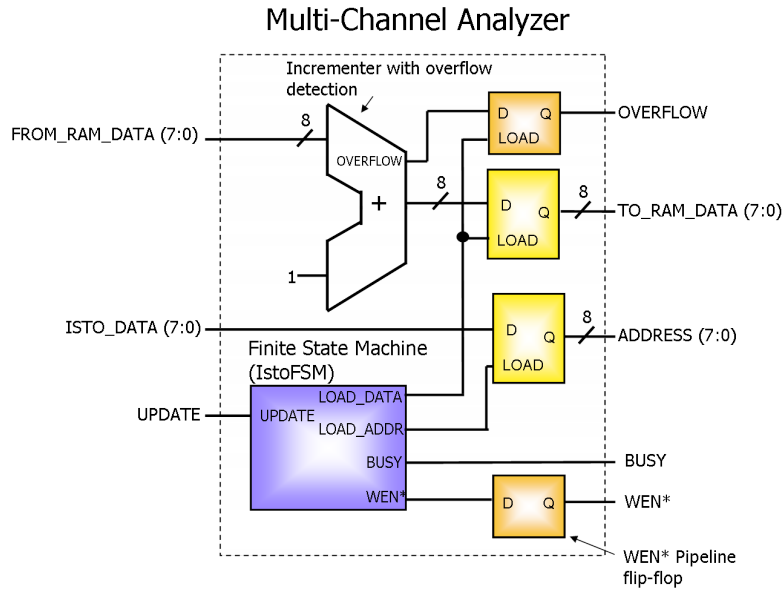 Multi-Channel Analyzer
Incrementer with overflow
detection
FROM_RAM_DATA (7:0)
8
OVERFLOW
D Q
LOAD
OVERFLOW
+
8
D Q
LOAD
8
TO_RAM_DATA (7:0)
1
ISTO_DATA (7:0)
D Q
LOAD
8
ADDRESS (7:0)
Finite State Machine
(IstoFSM)
UPDATE
UPDATE
LOAD_DATA
LOAD_ADDR
BUSY
WEN*
BUSY
D Q
WEN*
WEN* Pipeline
flip-flop